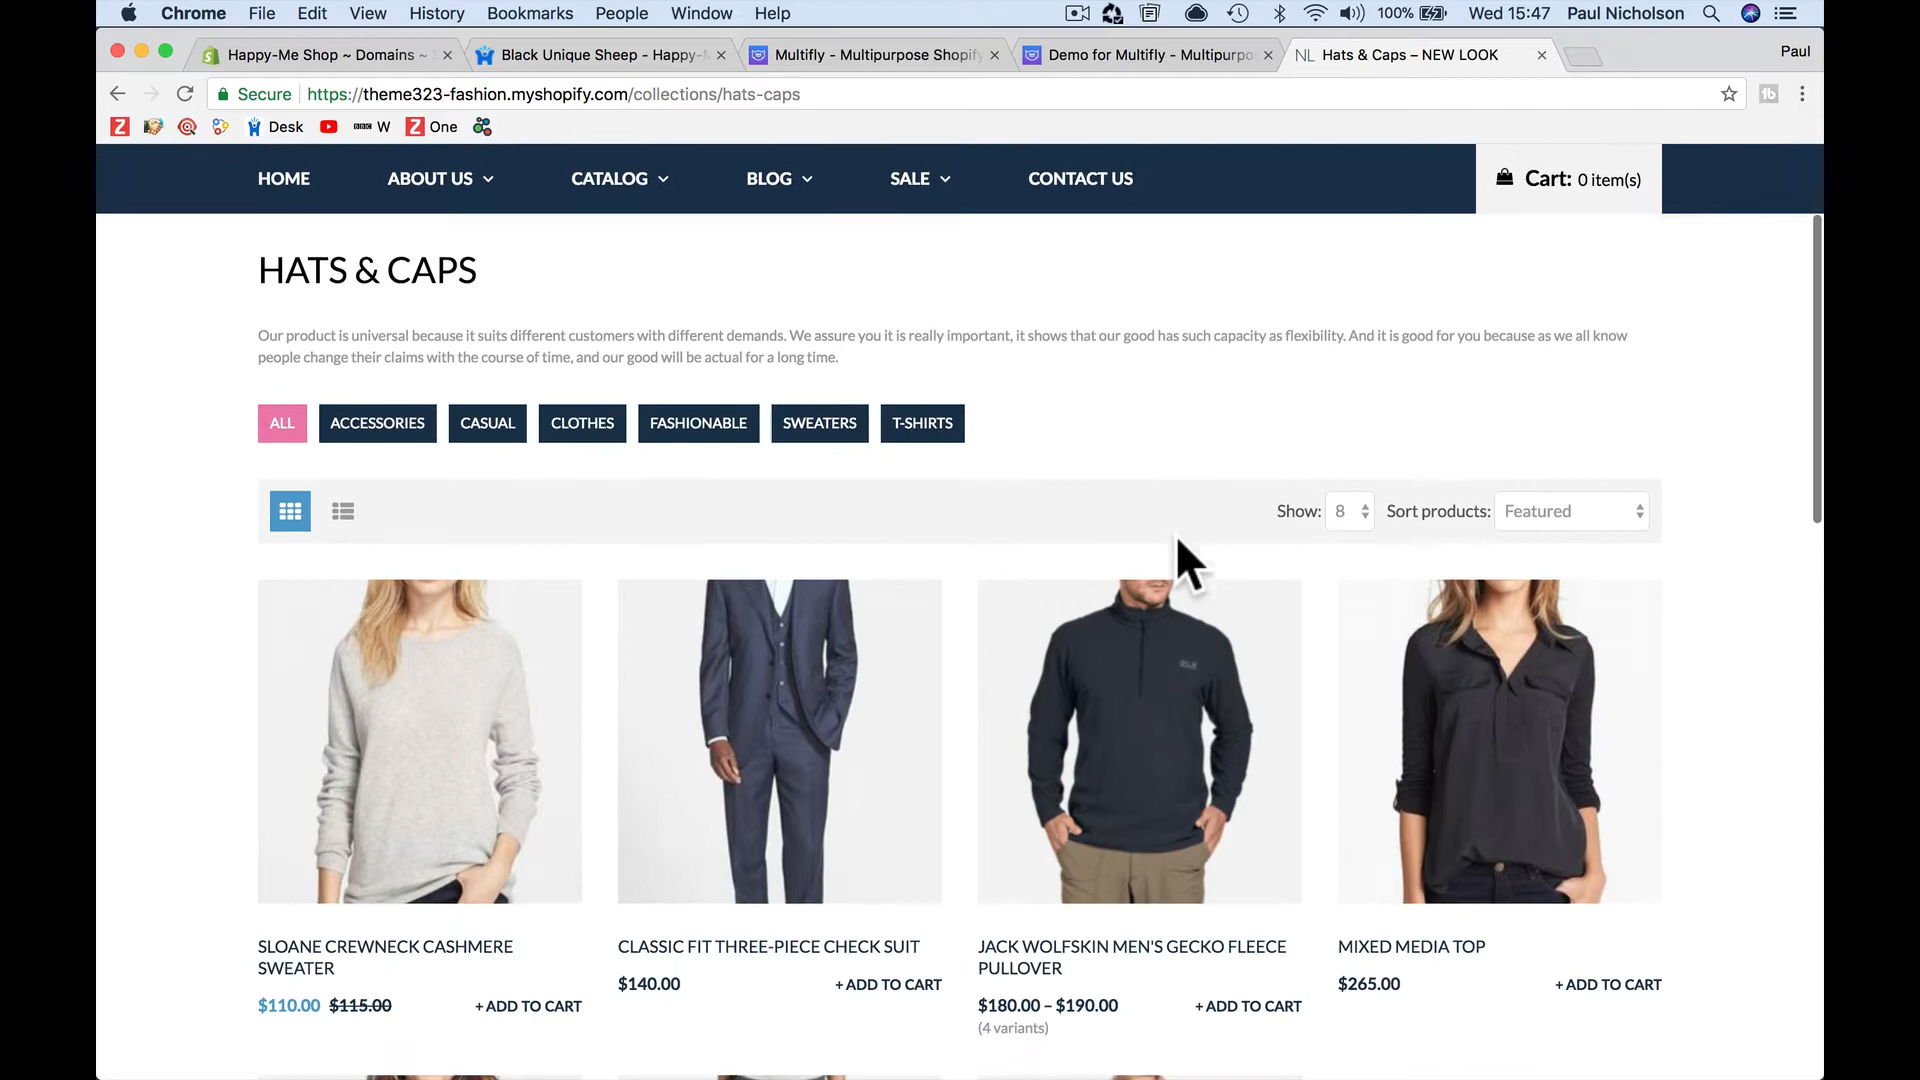 Chrome File Edit View History Bookmarks People Window Help 100% Wed 15:47 Paul Nicholson
Happy-Me Shop ~ Domains ~ Black Unique Sheep - Happy- Multifly - Multipurpose Shopify Demo for Multifly - Multipurpo NL Hats & Caps – NEW LOOK Paul
Secure https://theme323-fashion.myshopify.com/collections/hats-caps
Z Desk BBC W Z One
HOME ABOUT US CATALOG BLOG SALE CONTACT US Cart: 0 item(s)
HATS & CAPS
Our product is universal because it suits different customers with different demands. We assure you it is really important, it shows that our good has such capacity as flexibility. And it is good for you because as we all know
people change their claims with the course of time, and our good will be actual for a long time.
ALL ACCESSORIES CASUAL CLOTHES FASHIONABLE SWEATERS T-SHIRTS
Show: 8 Sort products: Featured
SLOANE CREWNECK CASHMERE
SWEATER
$110.00 $115.00 + ADD TO CART
CLASSIC FIT THREE-PIECE CHECK SUIT
$140.00 + ADD TO CART
JACK WOLFSKIN MEN'S GECKO FLEECE
PULLOVER
$180.00 – $190.00 + ADD TO CART
(4 variants)
MIXED MEDIA TOP
$265.00 + ADD TO CART